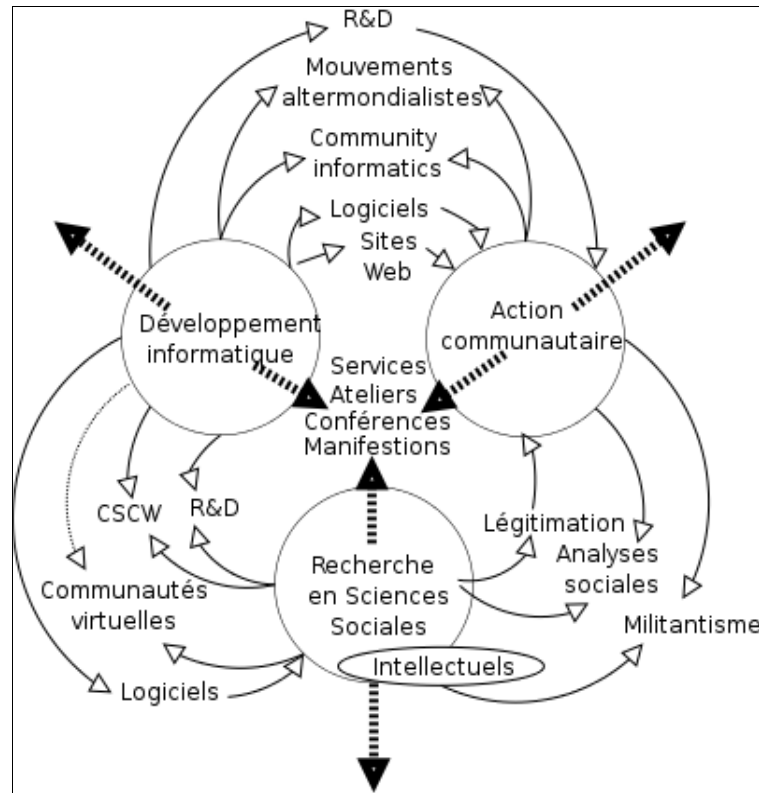 R&D
Mouvements
altermondialistes
Community
informatics
Logiciels
Sites
Web
Développement
informatique
Action
communautaire
Services
Ateliers
Conférences
Manifestions
CSCW
R&D
Communautés
virtuelles
Logiciels
Recherche
en Sciences
Sociales
Intellectuels
Légitimation
Analyses
sociales
Militantisme